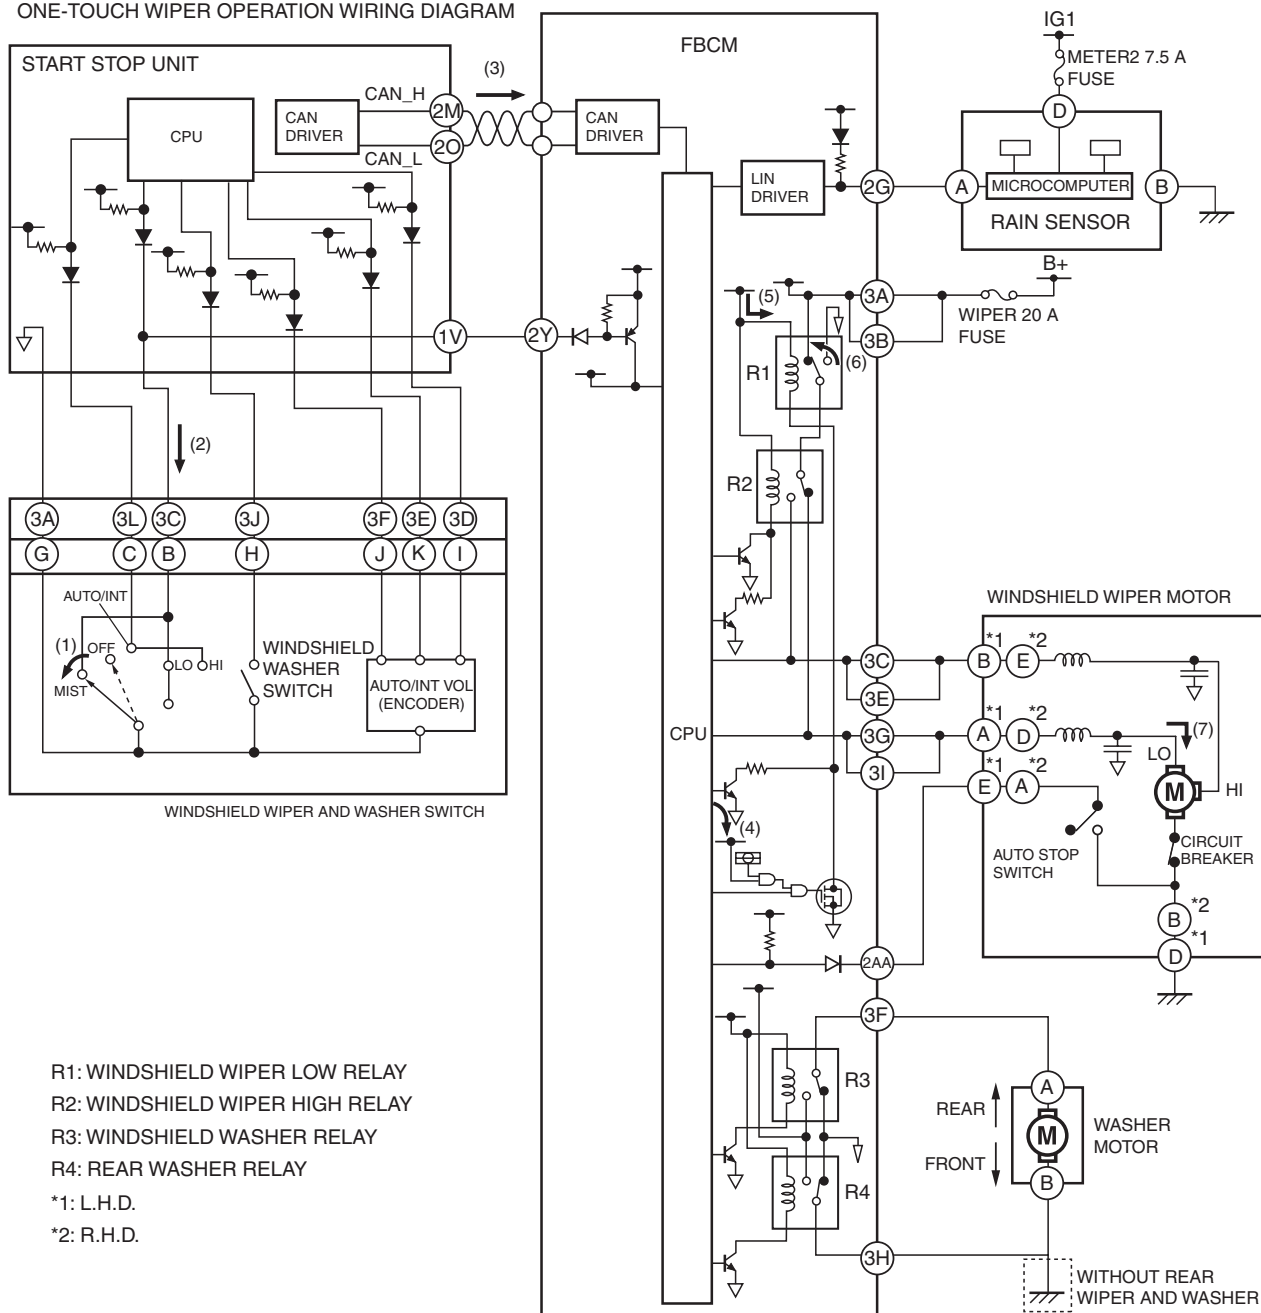 ONE-TOUCH WIPER OPERATION WIRING DIAGRAM
START STOP UNIT
CPU
CAN DRIVER
CAN_H
CAN_L
2M
2O
(3)
FBCM
CAN DRIVER
LIN DRIVER
2G
IG1
METER2 7.5 A FUSE
D
A
MICROCOMPUTER
B
RAIN SENSOR
B+
WIPER 20 A FUSE
1V
2Y
(5)
3A
3B
R1
(6)
(2)
R2
3A
3L
3C
3J
3F
3E
3D
G
C
B
H
J
K
I
AUTO/INT
(1)
OFF
LO
HI
MIST
WINDSHIELD WASHER SWITCH
AUTO/INT VOL (ENCODER)
WINDSHIELD WIPER AND WASHER SWITCH
CPU
3C
3E
3G
3I
(4)
2AA
WINDSHIELD WIPER MOTOR
*1
*2
B
E
*1
*2
A
D
(7)
LO
*1
*2
E
A
M
HI
AUTO STOP SWITCH
CIRCUIT BREAKER
B
*2
*1
D
3F
R3
R4
3H
A
REAR
M
WASHER MOTOR
FRONT
B
WITHOUT REAR WIPER AND WASHER
R1: WINDSHIELD WIPER LOW RELAY
R2: WINDSHIELD WIPER HIGH RELAY
R3: WINDSHIELD WASHER RELAY
R4: REAR WASHER RELAY
*1: L.H.D.
*2: R.H.D.